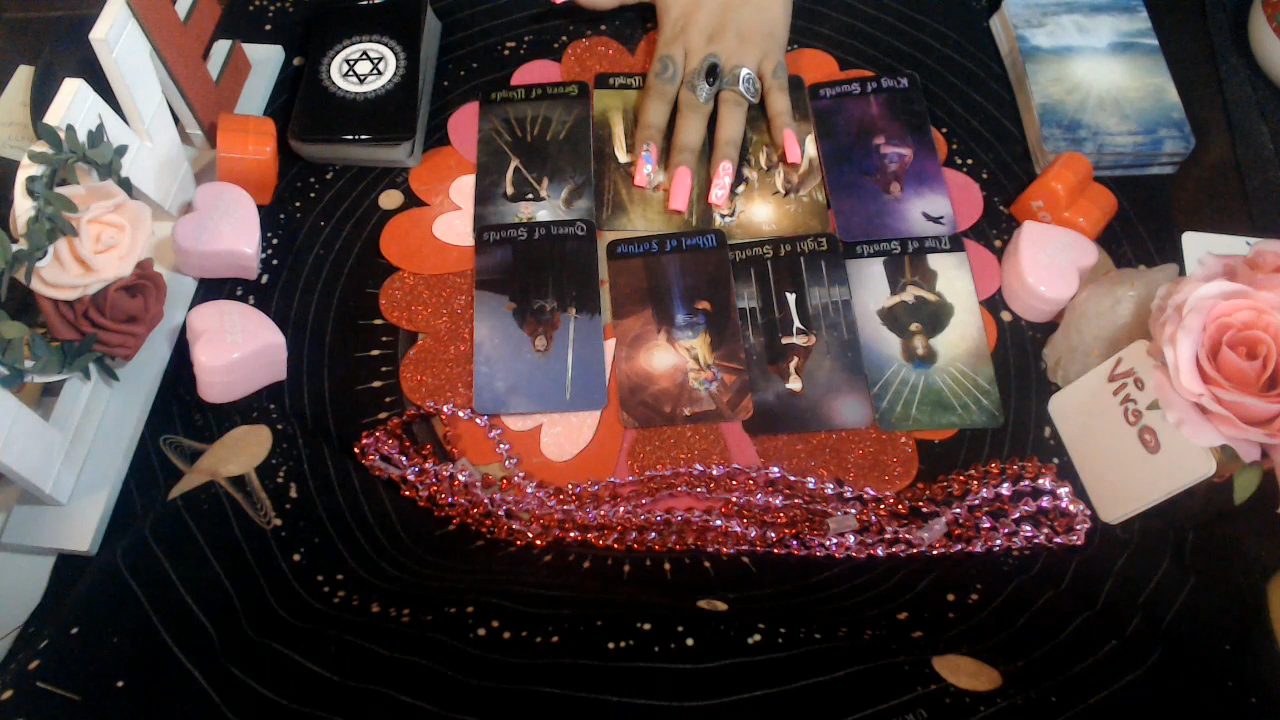 Seven of Wands
Wands
King of Swords
Queen of Swords
Wheel of Fortune
Eight of Swords
Nine of Swords
Virgo